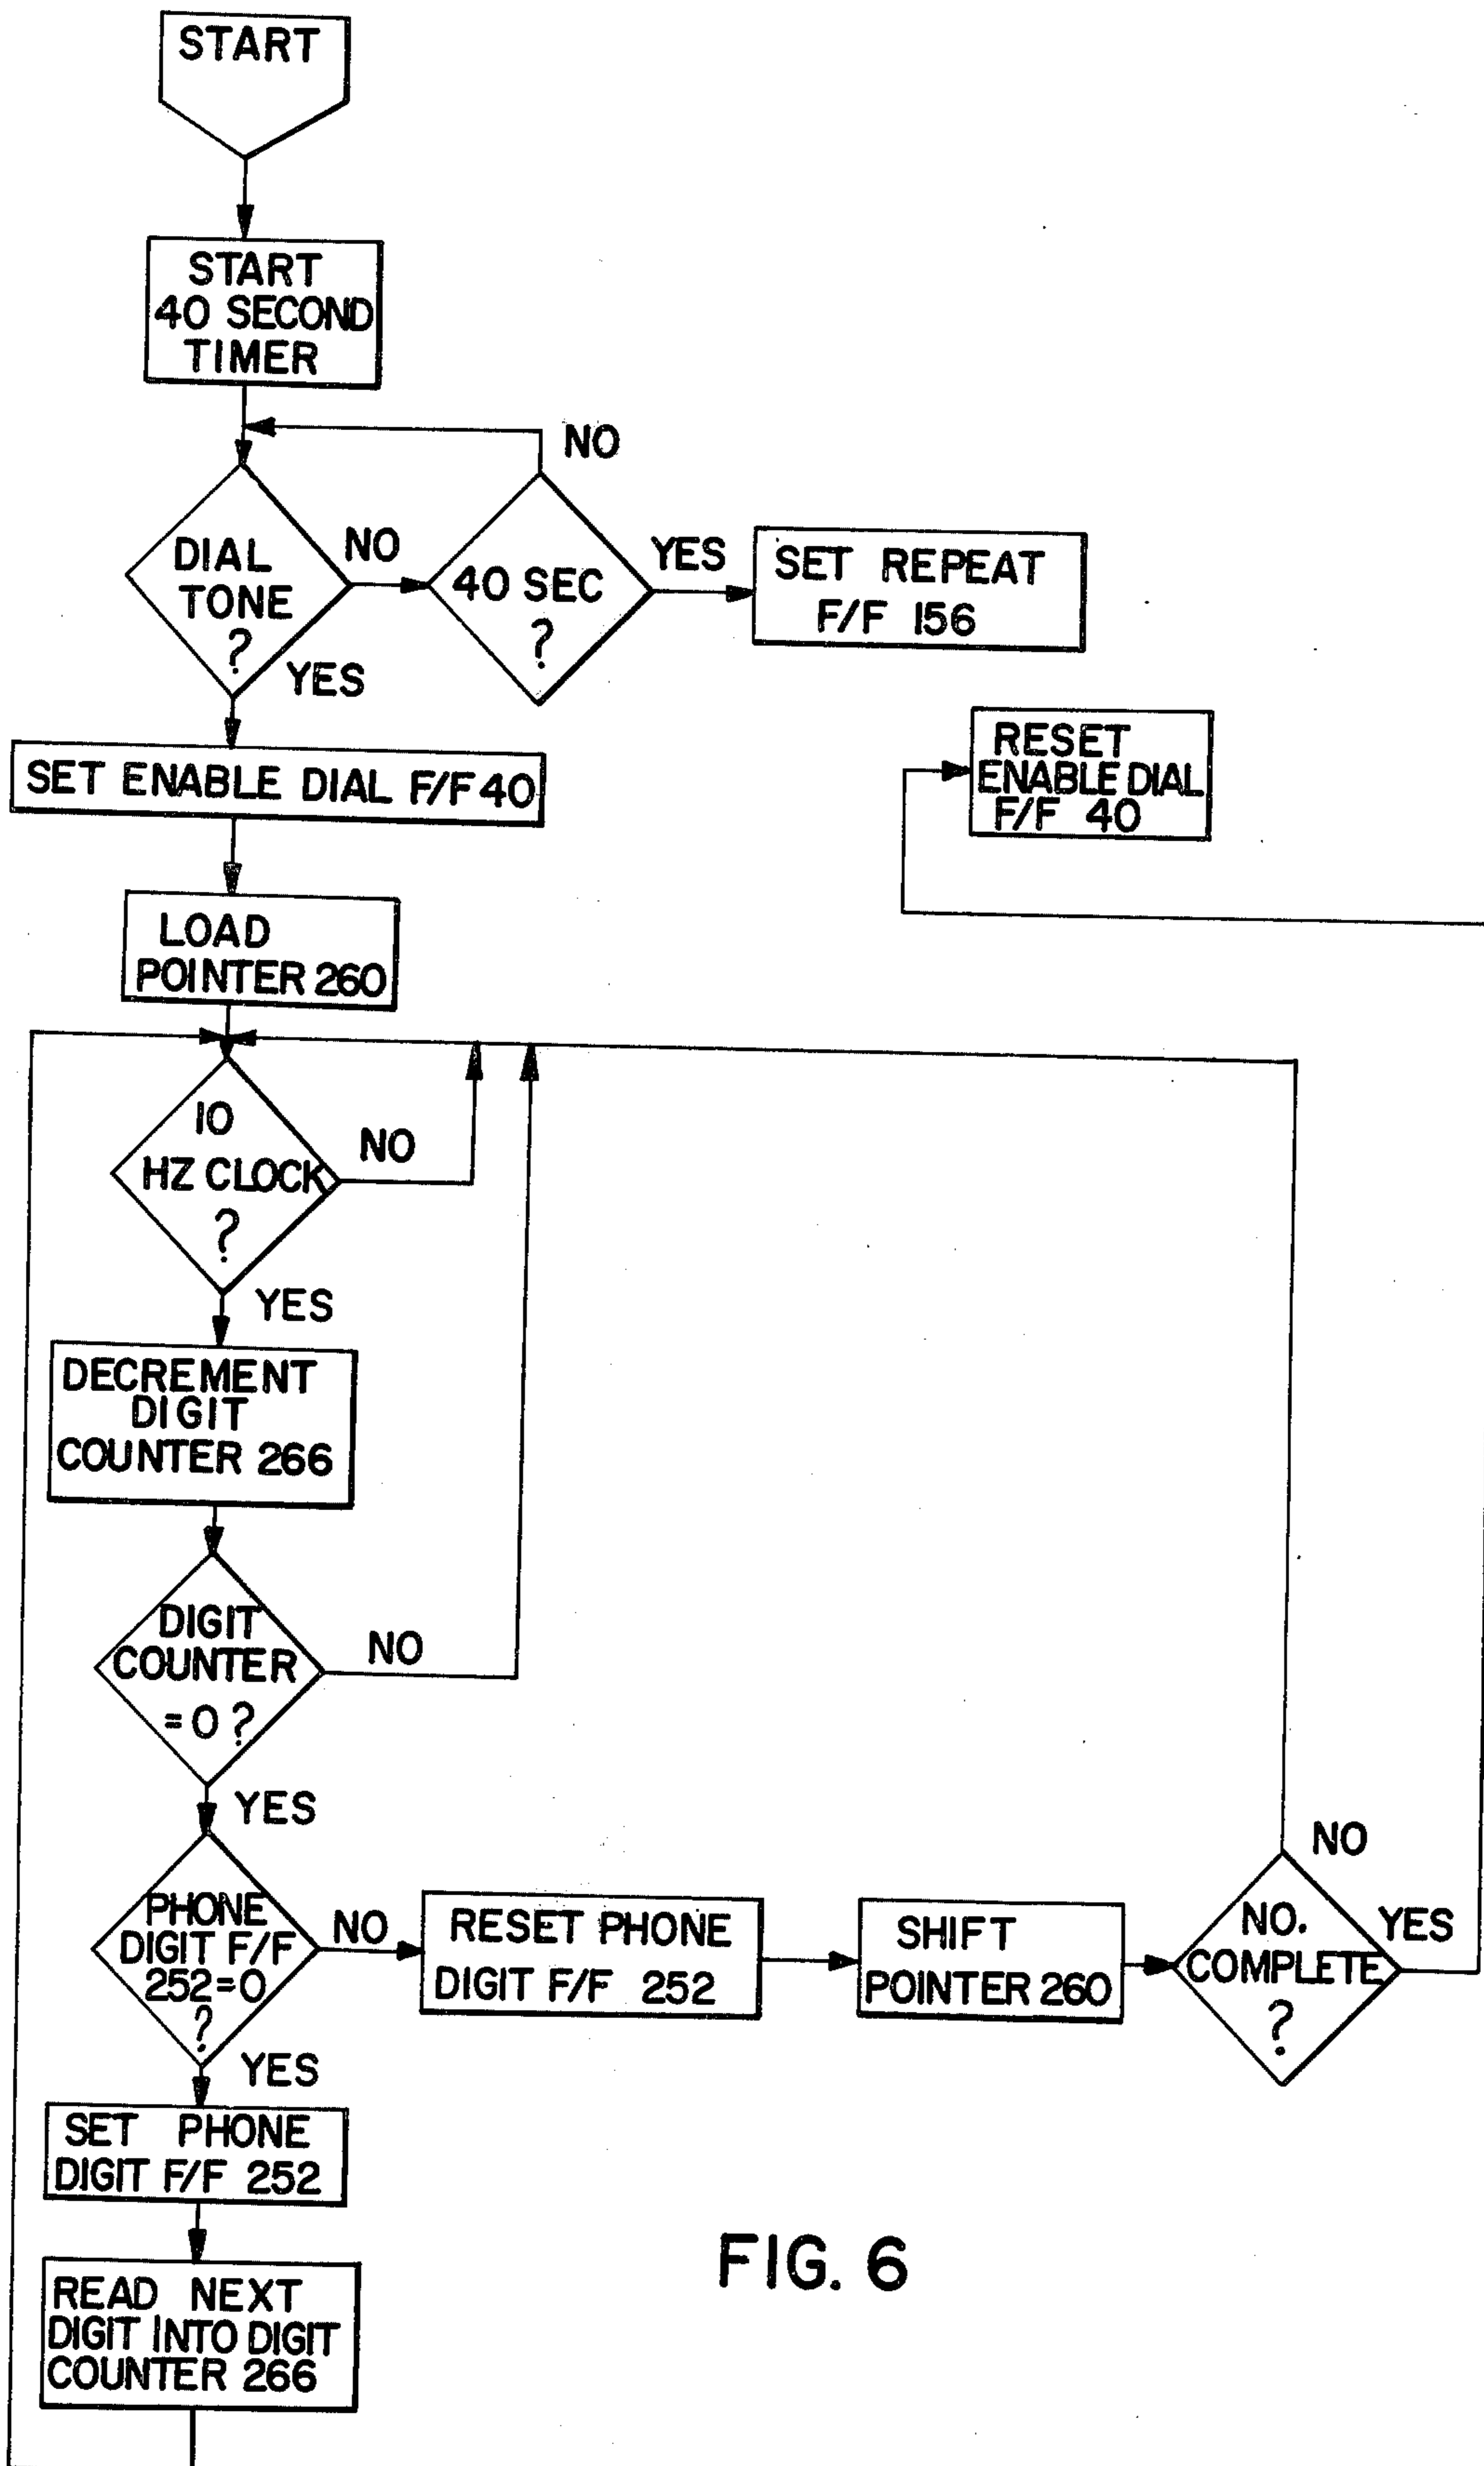 START
START
40 SECOND
TIMER
NO
DIAL
TONE
?
NO
40 SEC
?
YES
SET REPEAT
F/F 156
YES
SET ENABLE DIAL F/F 40
RESET
ENABLE DIAL
F/F 40
LOAD
POINTER 260
10
HZ CLOCK
?
NO
YES
DECREMENT
DIGIT
COUNTER 266
DIGIT
COUNTER
= 0 ?
NO
YES
PHONE
DIGIT F/F
252 = 0
?
NO
RESET PHONE
DIGIT F/F 252
SHIFT
POINTER 260
NO.
COMPLETE
?
NO
YES
YES
SET PHONE
DIGIT F/F 252
READ NEXT
DIGIT INTO DIGIT
COUNTER 266
FIG. 6